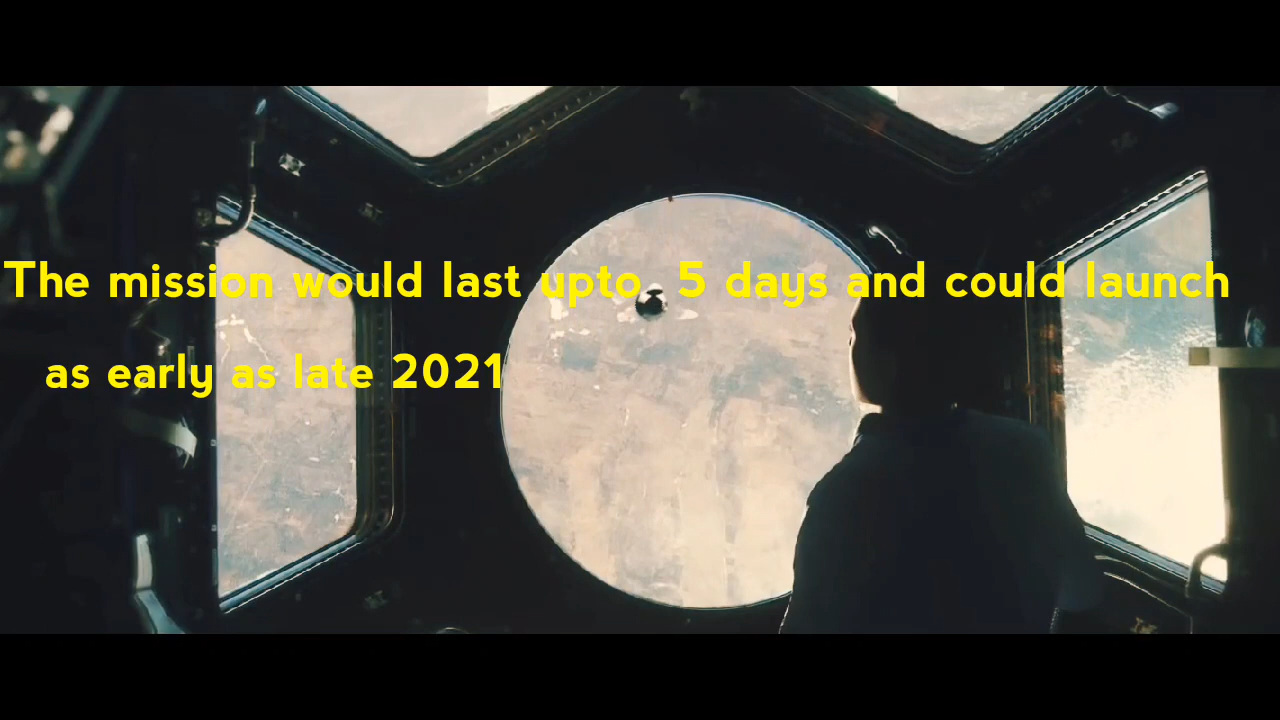 The mission would last upto 5 days and could launch
as early as late 2021